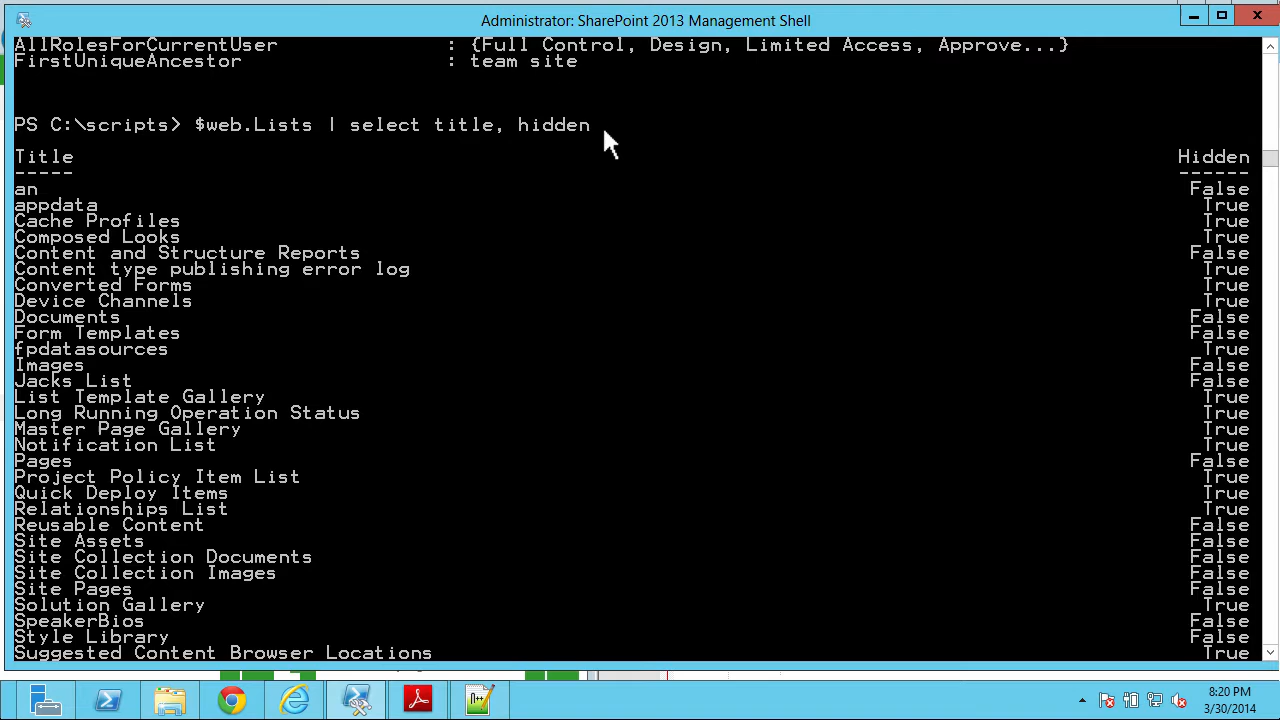 Administrator: SharePoint 2013 Management Shell
AllRolesForCurrentUser : {Full Control, Design, Limited Access, Approve...}
FirstUniqueAncestor : team site
PS C:\scripts> $web.Lists | select title, hidden
Title Hidden
----- ------
an False
appdata True
Cache Profiles True
Composed Looks True
Content and Structure Reports False
Content type publishing error log True
Converted Forms True
Device Channels True
Documents False
Form Templates False
fpdatasources True
Images False
Jacks List False
List Template Gallery True
Long Running Operation Status True
Master Page Gallery True
Notification List True
Pages False
Project Policy Item List True
Quick Deploy Items True
Relationships List True
Reusable Content False
Site Assets False
Site Collection Documents False
Site Collection Images False
Site Pages False
Solution Gallery True
SpeakerBios False
Style Library False
Suggested Content Browser Locations True
8:20 PM
3/30/2014